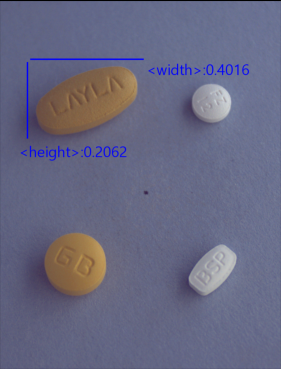 LAYLA
<width>:0.4016
<height>:0.2062
GB
BSP